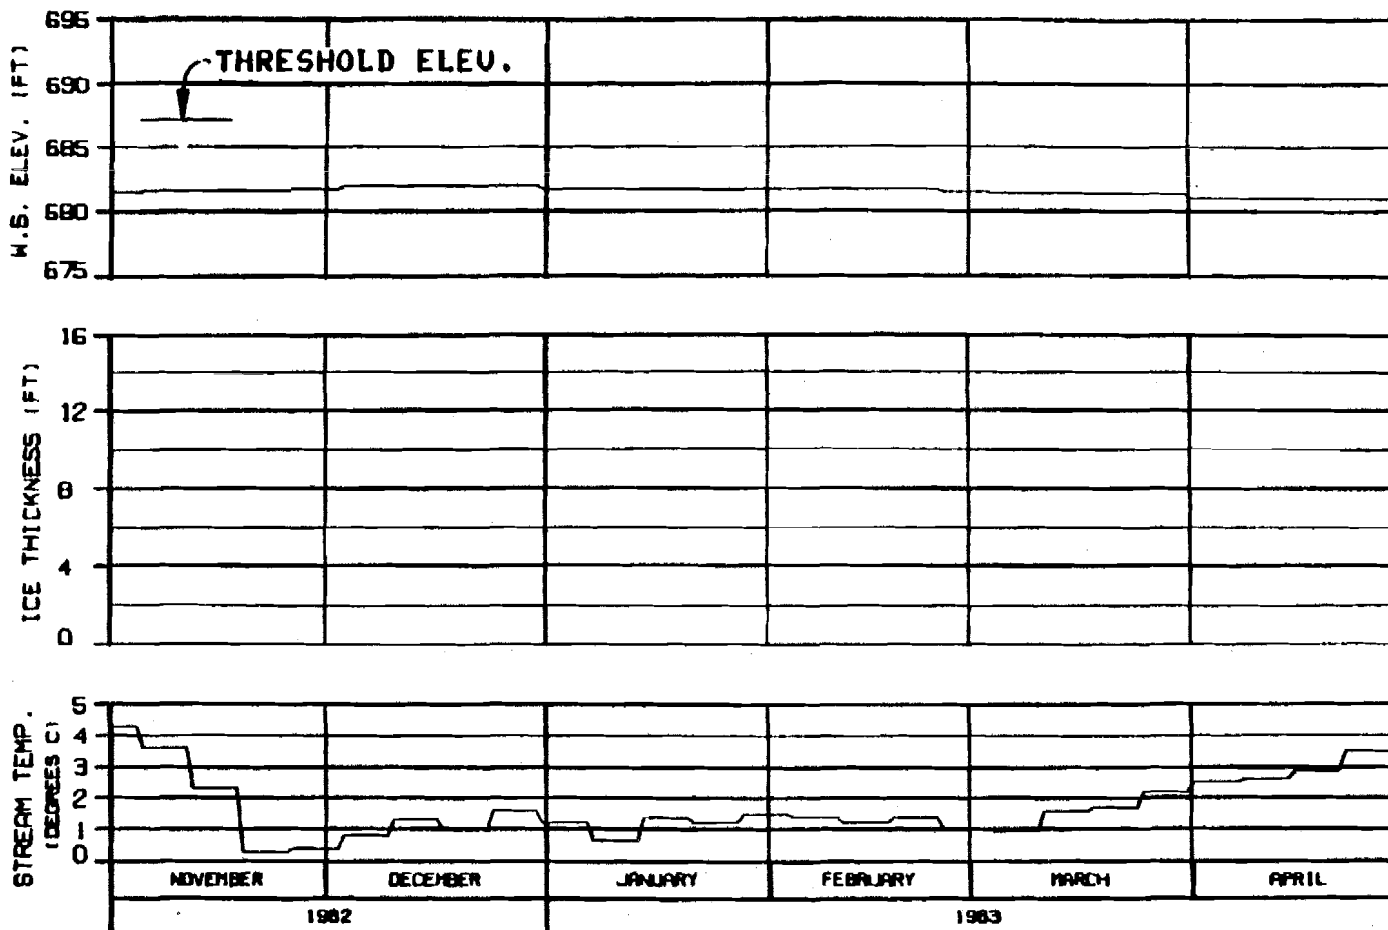 695
THRESHOLD ELEV.
690
685
680
675
W.S. ELEV. (FT)
16
12
8
4
0
ICE THICKNESS (FT)
5
4
3
2
1
0
STREAM TEMP.
(DEGREES C)
NOVEMBER DECEMBER JANUARY FEBRUARY MARCH APRIL
1982 1983